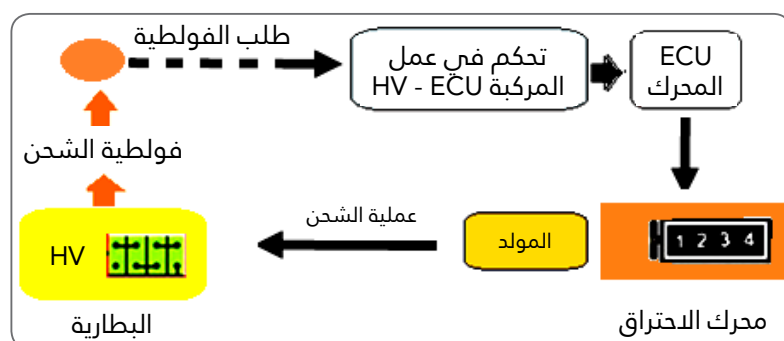 طلب الفولطية
تحكم في عمل
المركبة HV - ECU
ECU
المحرك
فولطية الشحن
عملية الشحن
HV
المولد
1 2 3 4
البطارية
محرك الاحتراق